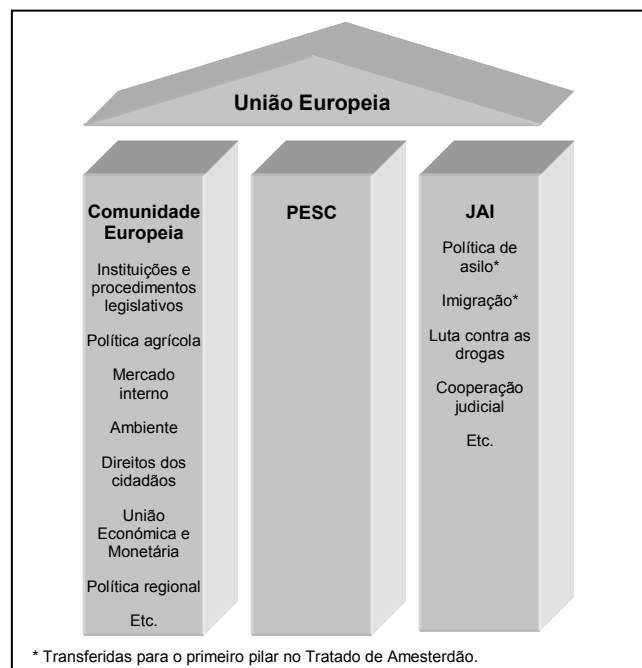 União Europeia
Comunidade
Europeia
Instituições e
procedimentos
legislativos
Política agrícola
Mercado
interno
Ambiente
Direitos dos
cidadãos
União
Económica e
Monetária
Política regional
Etc.
PESC
JAI
Política de
asilo*
Imigração*
Luta contra as
drogas
Cooperação
judicial
Etc.
* Transferidas para o primeiro pilar no Tratado de Amesterdão.